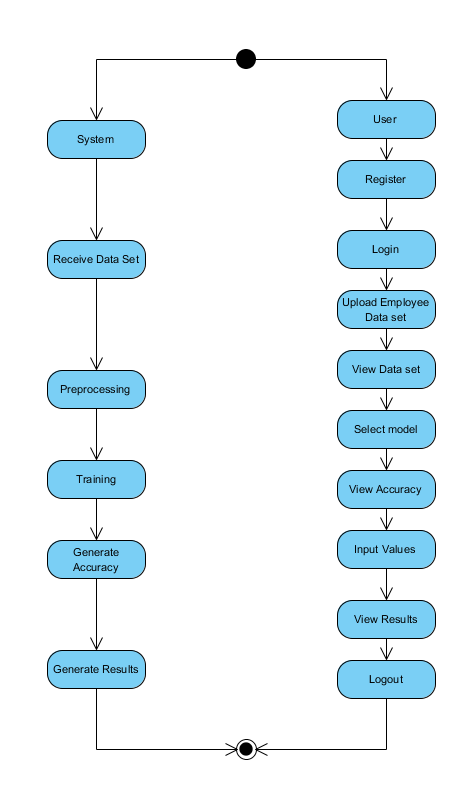 System
Receive Data Set
Preprocessing
Training
Generate
Accuracy
Generate Results
User
Register
Login
Upload Employee
Data set
View Data set
Select model
View Accuracy
Input Values
View Results
Logout